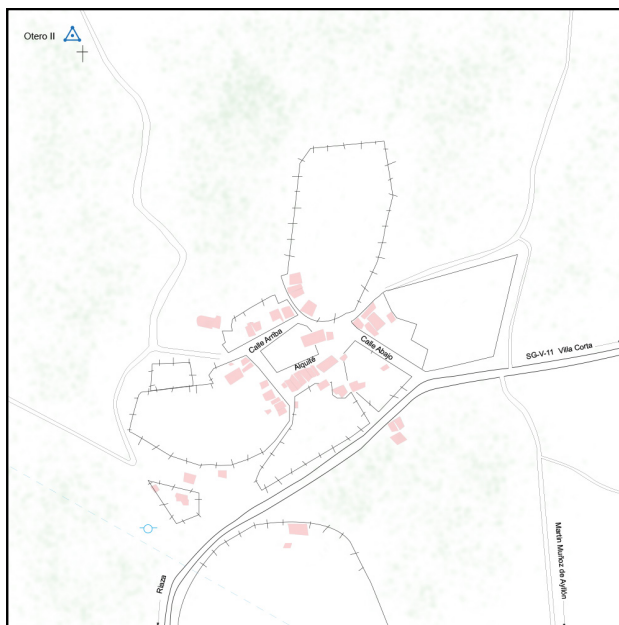 Otero II
Calle Arriba
Alquité
Calle Abajo
SG-V-11 Villa Corta
Riaza
Martín Muñoz de Ayllón